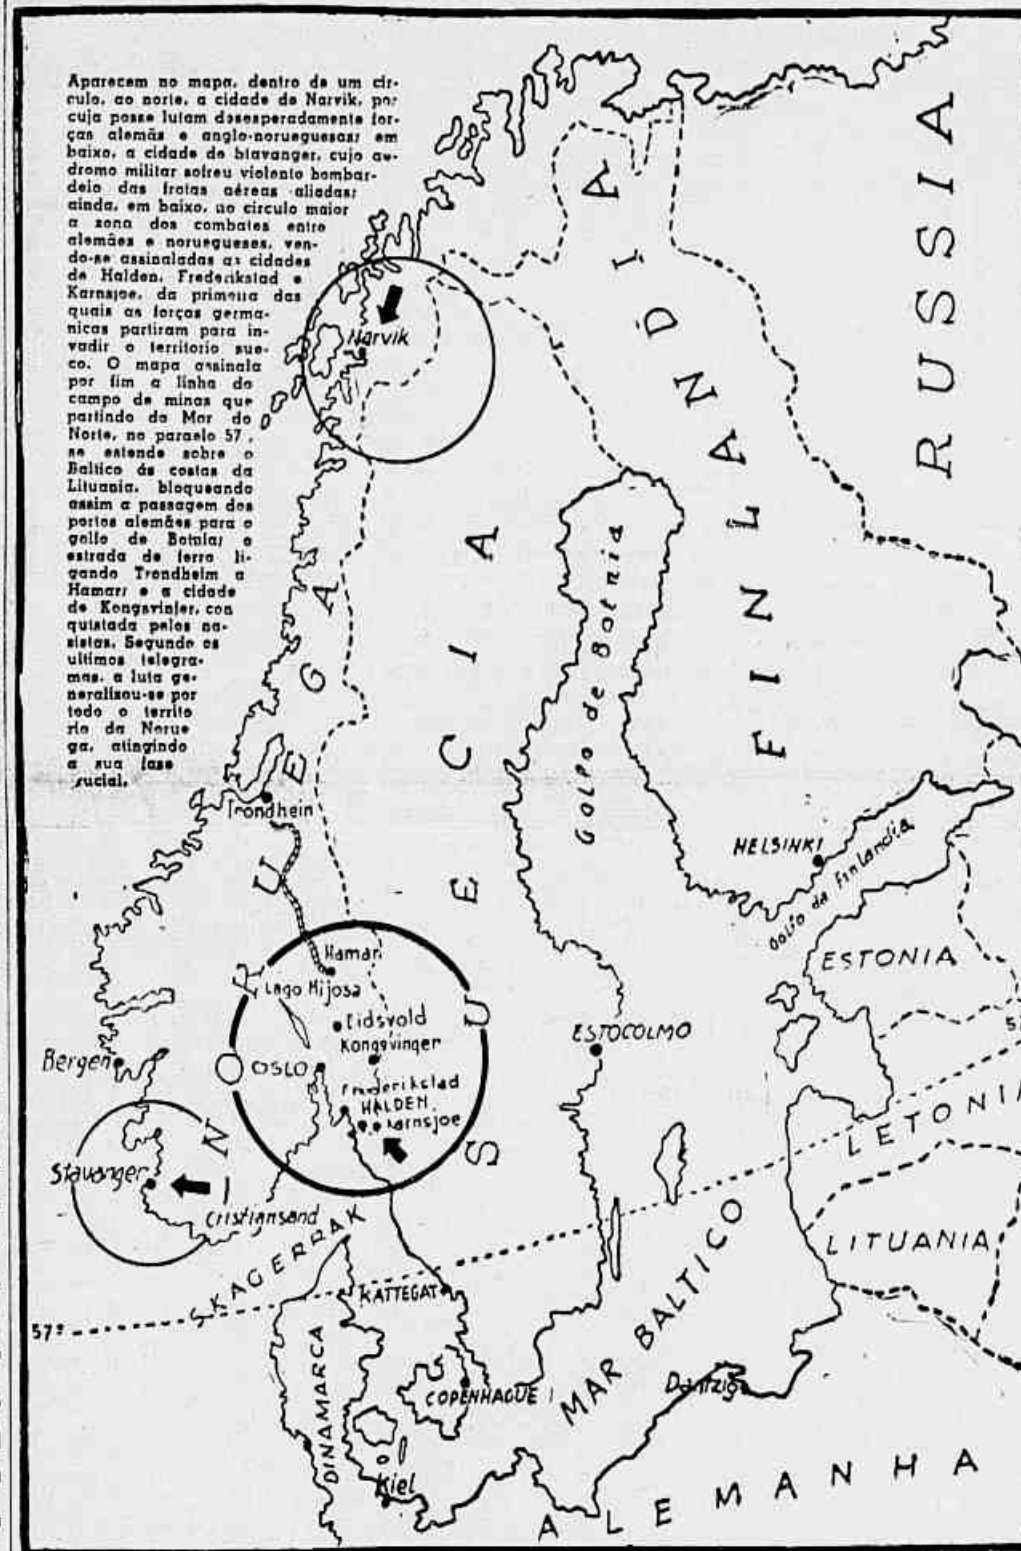 Aparecem no mapa, dentro de um cir-
culo, ao norte, a cidade de Narvik, por
cuja posse lutam desesperadamente for-
ças alemãs e anglo-norueguesas; em
baixo, a cidade de Stavanger, cujo ae-
dromo militar sofreu violento bombar-
deio das frotas aéreas aliadas;
ainda, em baixo, no circulo maior
a zona dos combates entre
alemães e noruegueses, ven-
do-se assinaladas as cidades
de Halden, Frederikstad e
Karnsjoe, da primeira das
quais as forças germa-
nicas partiram para in-
vadir o territorio sue-
co. O mapa assinala
por fim a linha do
campo de minas que
partindo do Mar do
Norte, no paralelo 57,
se estende sobre o
Baltico ás costas da
Lituania, bloqueando
assim a passagem dos
portos alemães para o
golfo de Botnia; a
estrada de ferro li-
gando Trondheim a
Hamar; e a cidade
de Kongsvinjer, con
quistada pelos na-
sistas. Segundo os
ultimos telegra-
mas, a luta ge-
neralisou-se por
todo o territo
rio da Norue
ga, atingindo
a sua fase
crucial.
RUSSIA
FINLANDIA
Narvik
NORUEGA
SUECIA
Golfo de Botnia
Trondhein
HELSINKI
Golfo da Finlandia
Hamar
Lago Mijosa
Eidsvold
Kongsvinger
OSLO
Frederikstad
HALDEN
Karnsjoe
Bergen
Stavanger
Cristiansand
ESTOCOLMO
ESTONIA
LETONIA
LITUANIA
SKAGERRAK
KATTEGAT
57º
MAR BALTICO
DINAMARCA
COPENHAGUE
Dantzig
Kiel
ALEMANHA